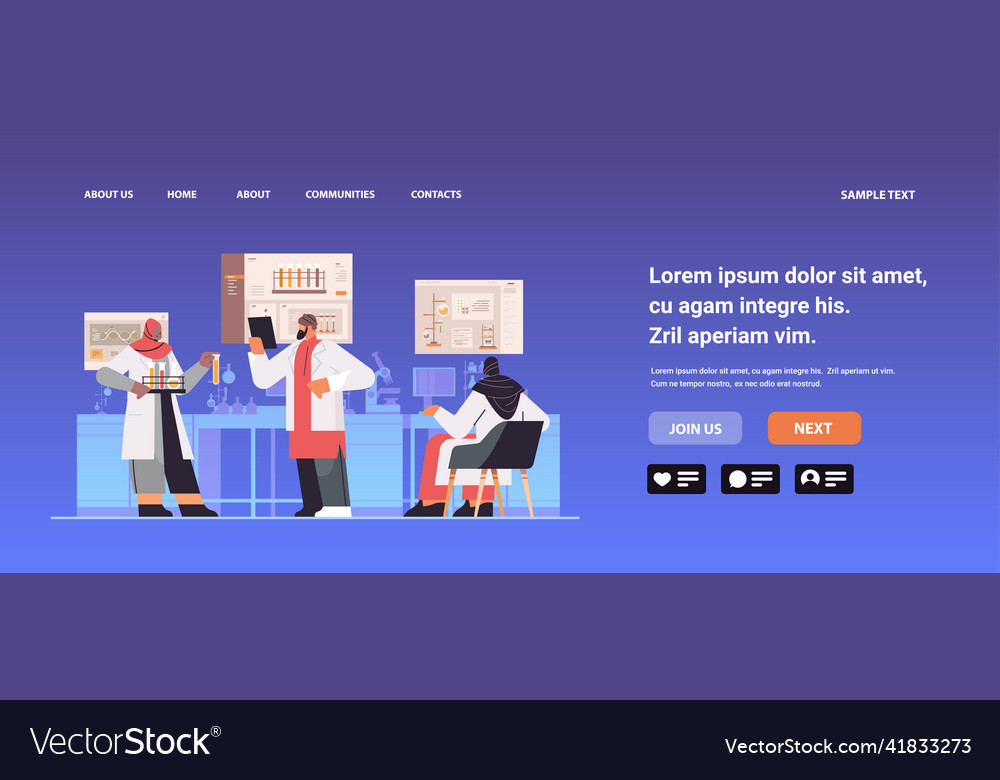 ABOUT US HOME ABOUT COMMUNITIES CONTACTS SAMPLE TEXT
Lorem ipsum dolor sit amet,
cu agam integre his.
Zril aperiam vim.
Lorem ipsum dolor sit amet, cu agam integre his. Zril aperiam ut vim.
Cum ne tempor nostro, ex nec odio erat nostrud.
JOIN US NEXT
VectorStock® VectorStock.com/41833273